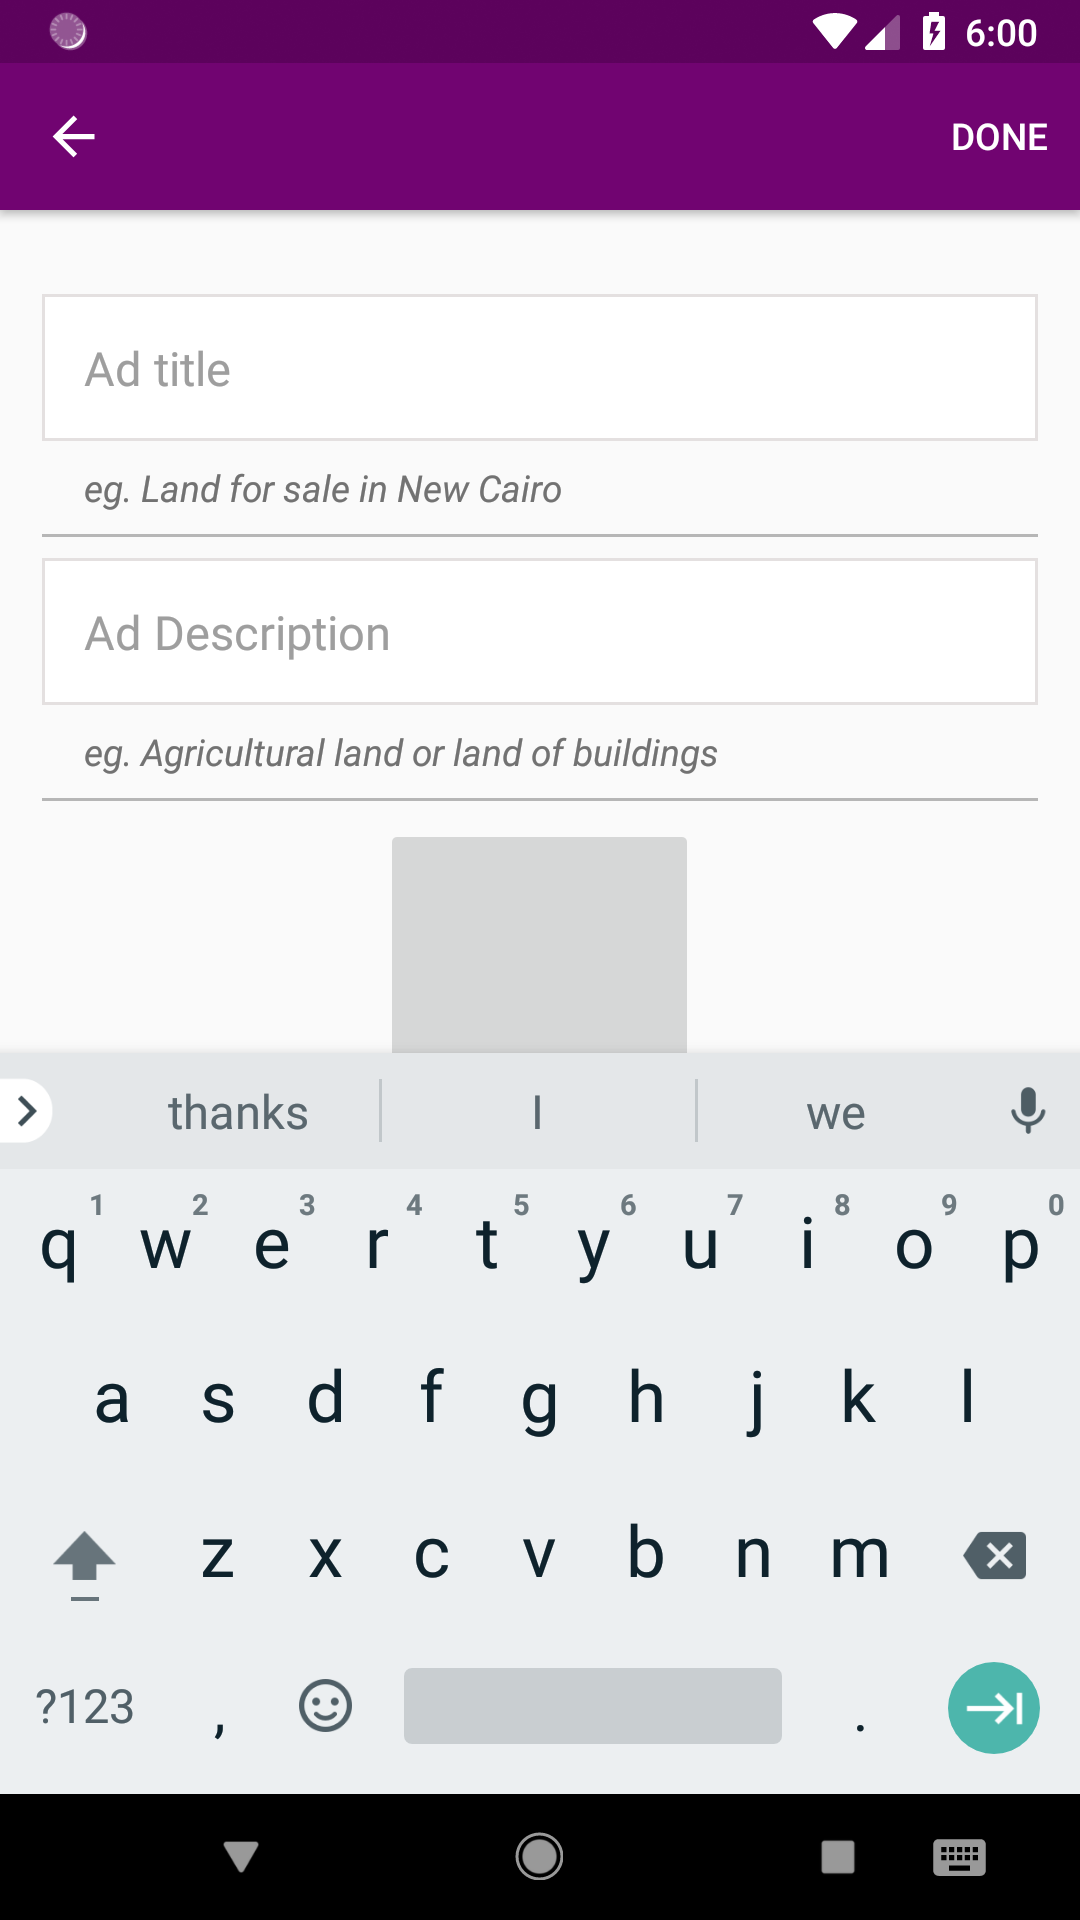 6:00
DONE
Ad title
eg. Land for sale in New Cairo
Ad Description
eg. Agricultural land or land of buildings
thanks I we
1 2 3 4 5 6 7 8 9 0
q w e r t y u i o p
a s d f g h j k l
z x c v b n m
?123 , .